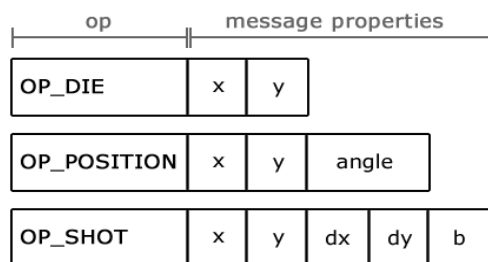 op message properties
OP_DIE x y
OP_POSITION x y angle
OP_SHOT x y dx dy b